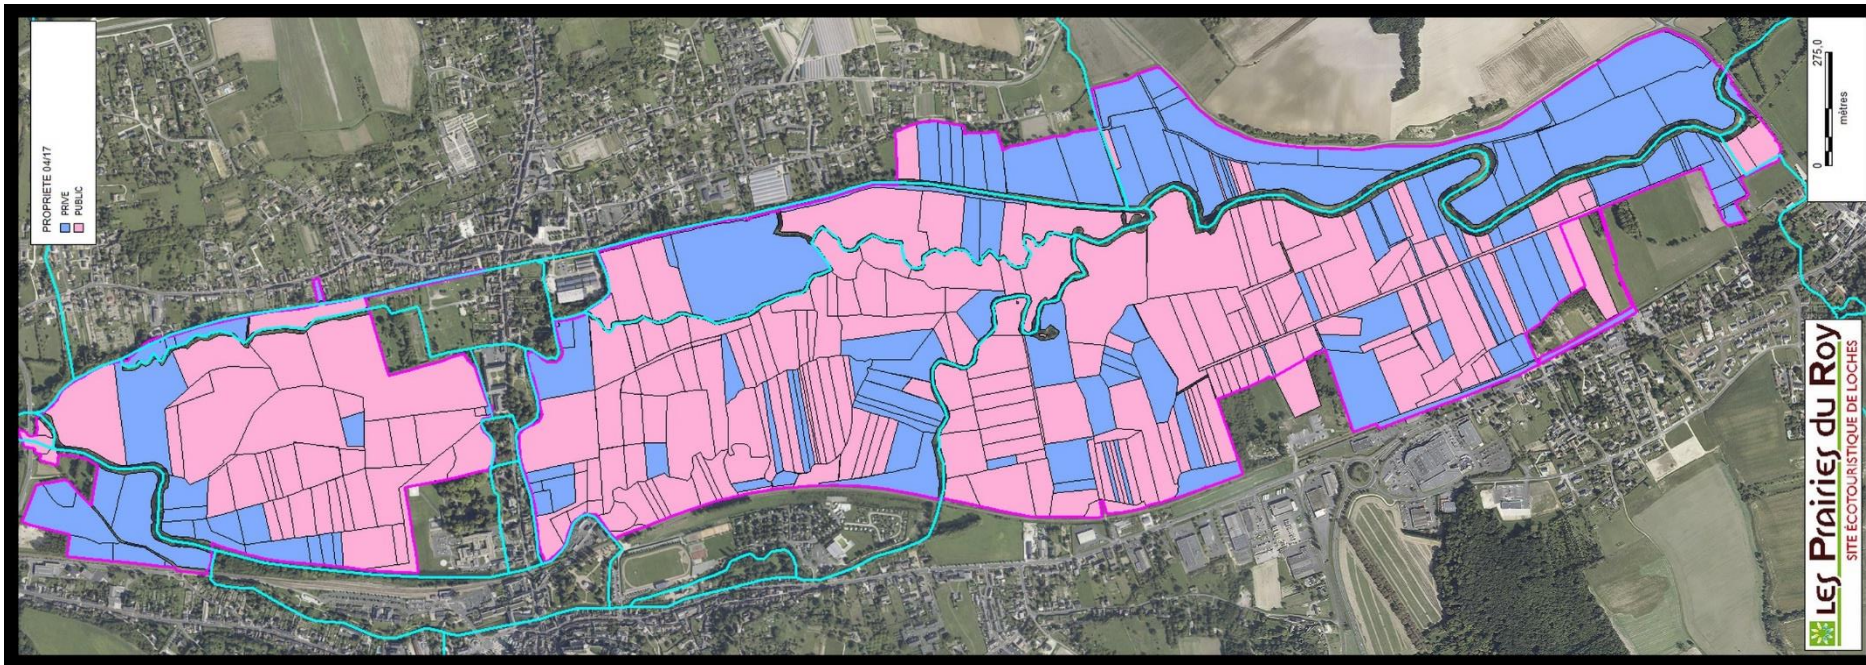 PROPRIETE 04/17
PRIVE
PUBLIC
275,0
0
mètres
LES Prairies du Roy
SITE ÉCOTOURISTIQUE DE LOCHES